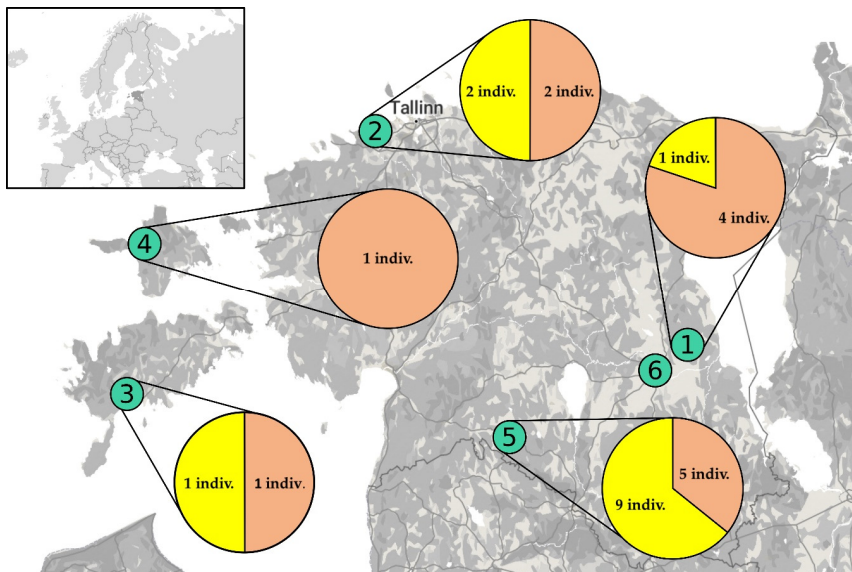 2 indiv.
2 indiv.
Tallinn
2
1 indiv.
4 indiv.
4
1 indiv.
1
6
3
5
1 indiv.
1 indiv.
5 indiv.
9 indiv.